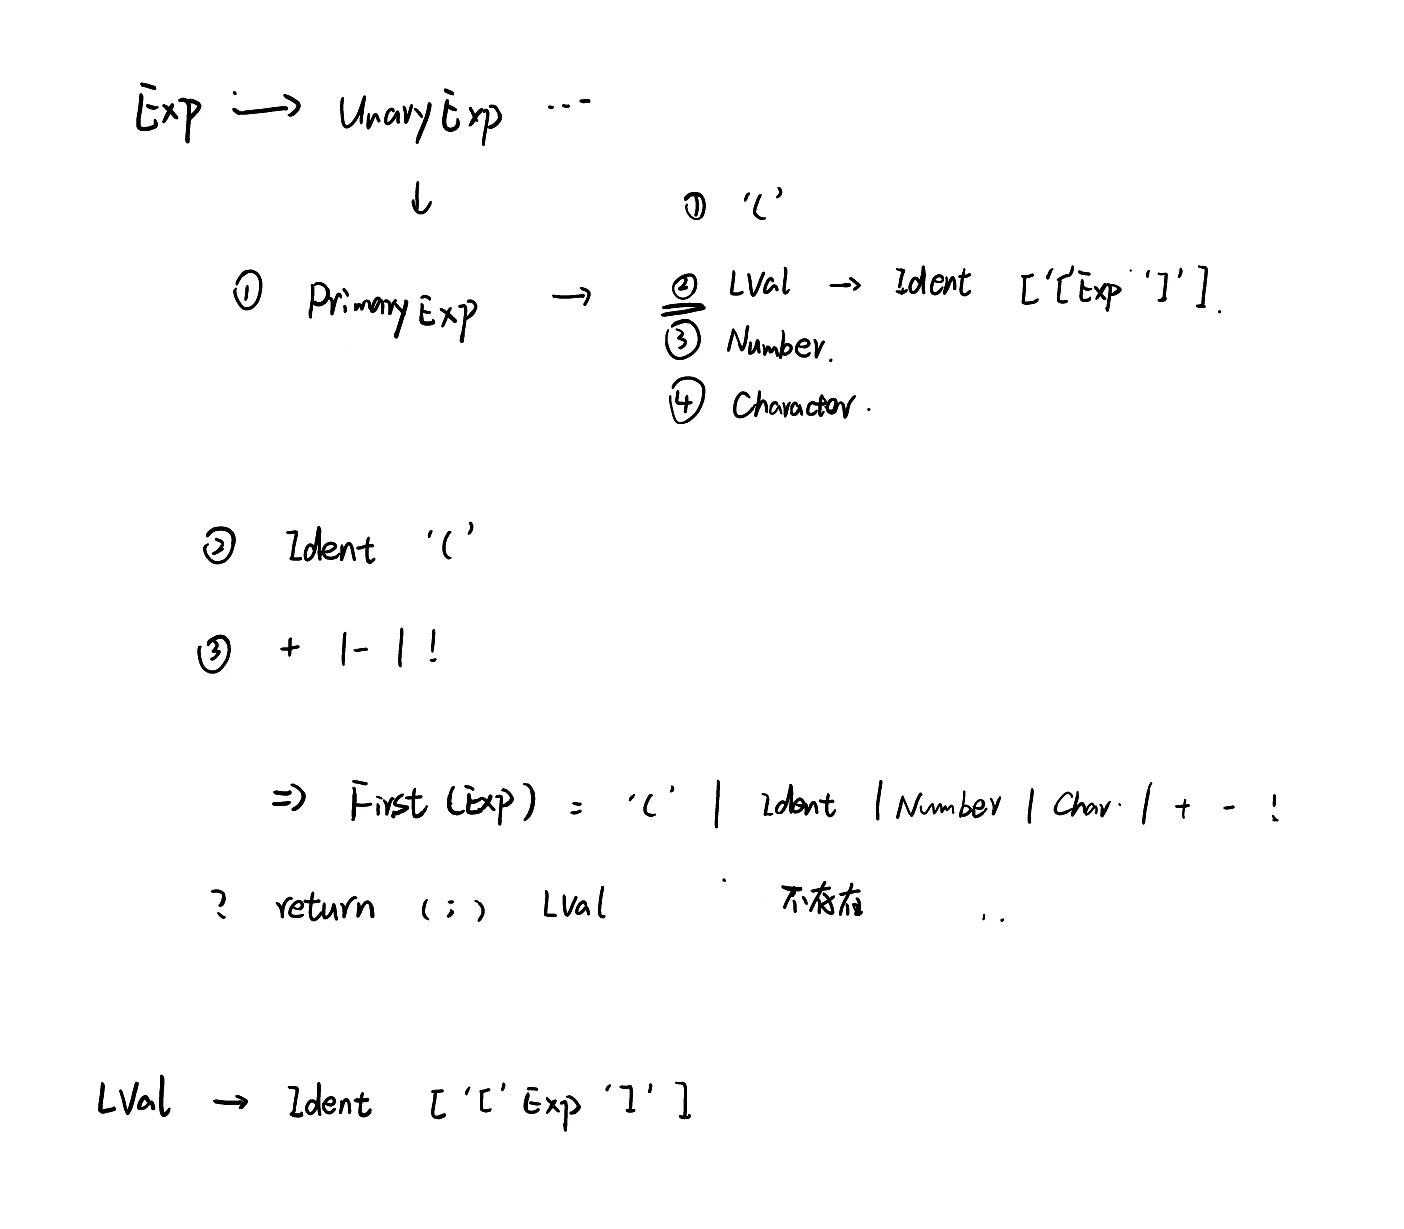 Exp → UnaryExp ...
↓
① '('
① PrimaryExp → ② LVal → Ident ['[' Exp ']'].
③ Number.
④ Character.
② Ident '('
③ + | - | !
=> First (Exp) = '(' | Ident | Number | Char. | + - !
? return (;) LVal 不存在
LVal → Ident ['[' Exp ']']